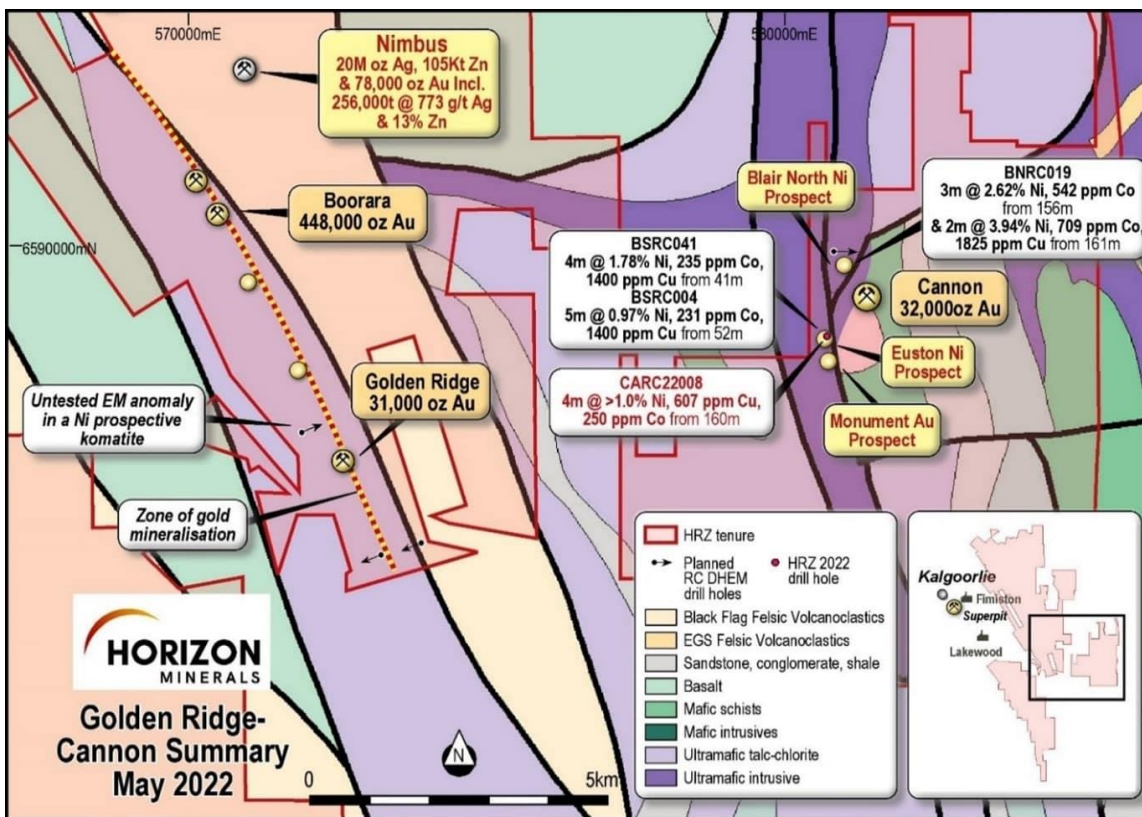 570000mE
580000mE
6590000mN
Nimbus
20M oz Ag, 105Kt Zn
& 78,000 oz Au Incl.
256,000t @ 773 g/t Ag
& 13% Zn
Boorara
448,000 oz Au
Golden Ridge
31,000 oz Au
Untested EM anomaly
in a Ni prospective
komatite
Zone of gold
mineralisation
Blair North Ni
Prospect
BNRC019
3m @ 2.62% Ni, 542 ppm Co
from 156m
& 2m @ 3.94% Ni, 709 ppm Co,
1825 ppm Cu from 161m
BSRC041
4m @ 1.78% Ni, 235 ppm Co,
1400 ppm Cu from 41m
BSRC004
5m @ 0.97% Ni, 231 ppm Co,
1400 ppm Cu from 52m
Cannon
32,000oz Au
Euston Ni
Prospect
CARC22008
4m @ >1.0% Ni, 607 ppm Cu,
250 ppm Co from 160m
Monument Au
Prospect
HORIZON
MINERALS
Golden Ridge-
Cannon Summary
May 2022
N
0
5km
HRZ tenure
Planned
RC DHEM
drill holes
HRZ 2022
drill hole
Black Flag Felsic Volcanoclastics
EGS Felsic Volcanoclastics
Sandstone, conglomerate, shale
Basalt
Mafic schists
Mafic intrusives
Ultramafic talc-chlorite
Ultramafic intrusive
Kalgoorlie
Fimiston
Superpit
Lakewood